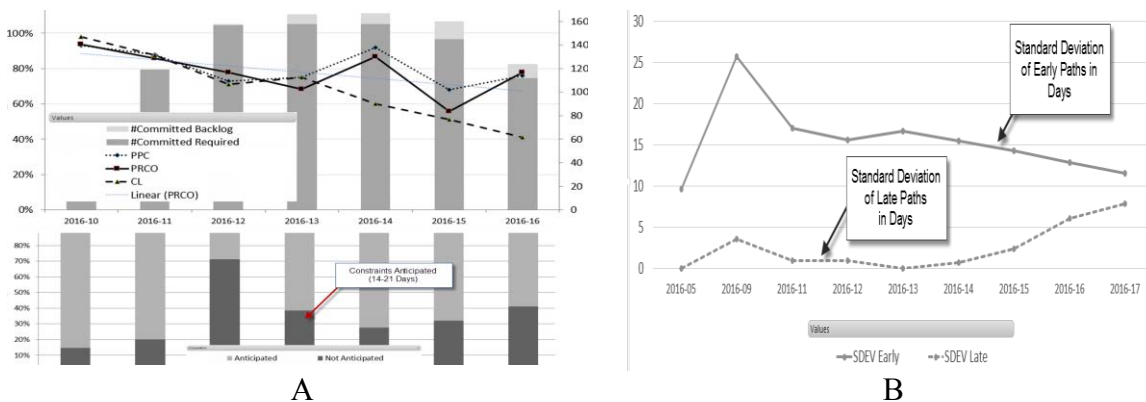 100%
80%
60%
40%
20%
0%
160
140
120
100
80
60
40
20
0
Values
#Committed Backlog
#Committed Required
PPC
PRCO
CL
Linear (PRCO)
2016-10 2016-11 2016-12 2016-13 2016-14 2016-15 2016-16
80%
70%
60%
50%
40%
30%
20%
10%
Constraints Anticipated
(14-21 Days)
Anticipated Not Anticipated
A
30
25
20
15
10
5
0
Standard Deviation
of Early Paths in
Days
Standard Deviation
of Late Paths
in Days
2016-05 2016-09 2016-11 2016-12 2016-13 2016-14 2016-15 2016-16 2016-17
Values
SDEV Early SDEV Late
B